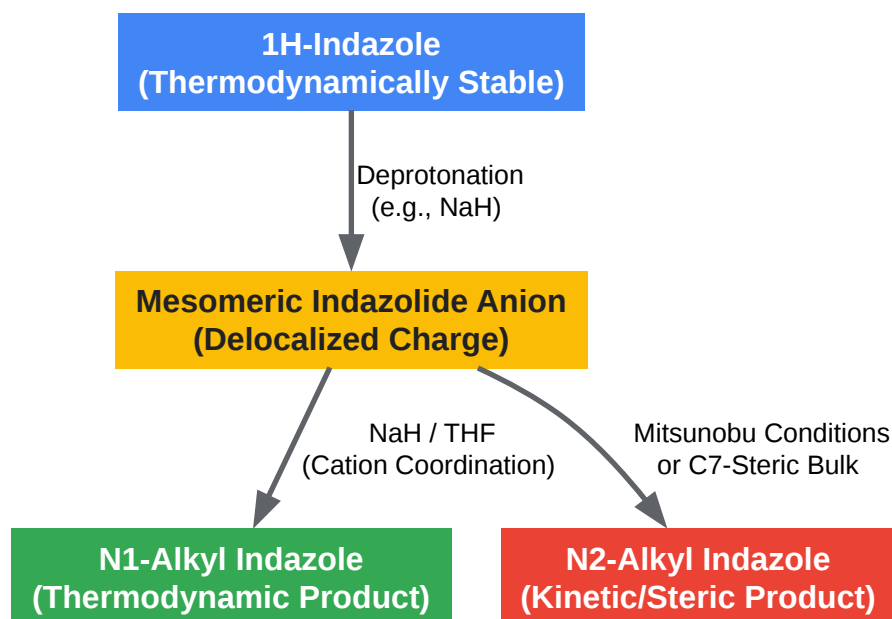 1H-Indazole
(Thermodynamically Stable)
Deprotonation
(e.g., NaH)
Mesomeric Indazolide Anion
(Delocalized Charge)
NaH / THF
(Cation Coordination)
Mitsunobu Conditions
or C7-Steric Bulk
N1-Alkyl Indazole
(Thermodynamic Product)
N2-Alkyl Indazole
(Kinetic/Steric Product)